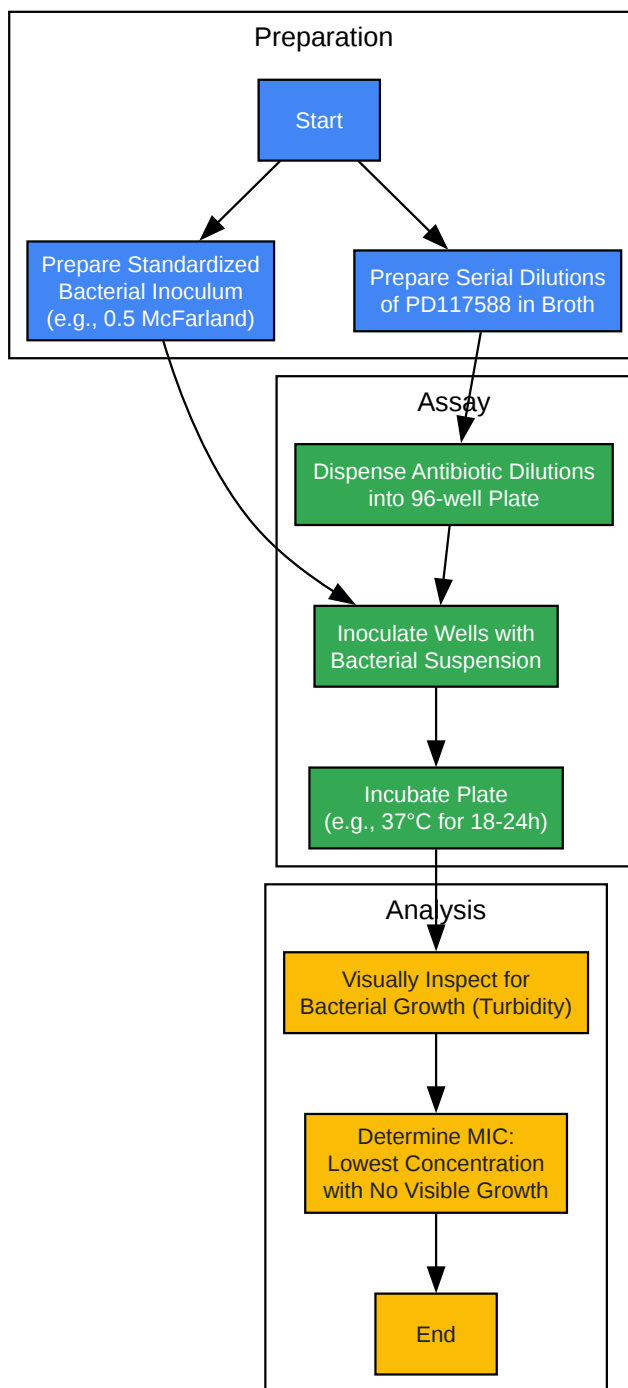 Preparation
Start
Prepare Standardized
Bacterial Inoculum
(e.g., 0.5 McFarland)
Prepare Serial Dilutions
of PD117588 in Broth
Assay
Dispense Antibiotic Dilutions
into 96-well Plate
Inoculate Wells with
Bacterial Suspension
Incubate Plate
(e.g., 37°C for 18-24h)
Analysis
Visually Inspect for
Bacterial Growth (Turbidity)
Determine MIC:
Lowest Concentration
with No Visible Growth
End